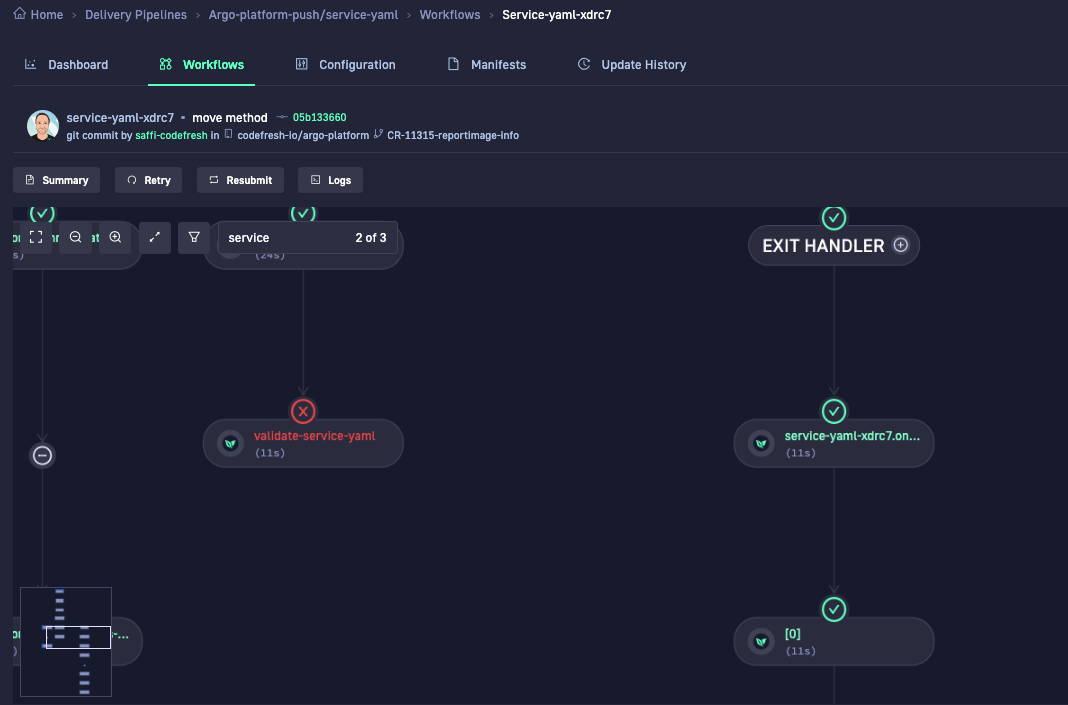 Home › Delivery Pipelines › Argo-platform-push/service-yaml › Workflows › Service-yaml-xdrc7
Dashboard Workflows Configuration Manifests Update History
service-yaml-xdrc7 • move method 05b133660
git commit by saffi-codefresh in codefresh-io/argo-platform CR-11315-reportimage-info
Summary Retry Resubmit Logs
service 2 of 3
(24s)
EXIT HANDLER
validate-service-yaml
(11s)
service-yaml-xdrc7.on...
(11s)
[0]
(11s)